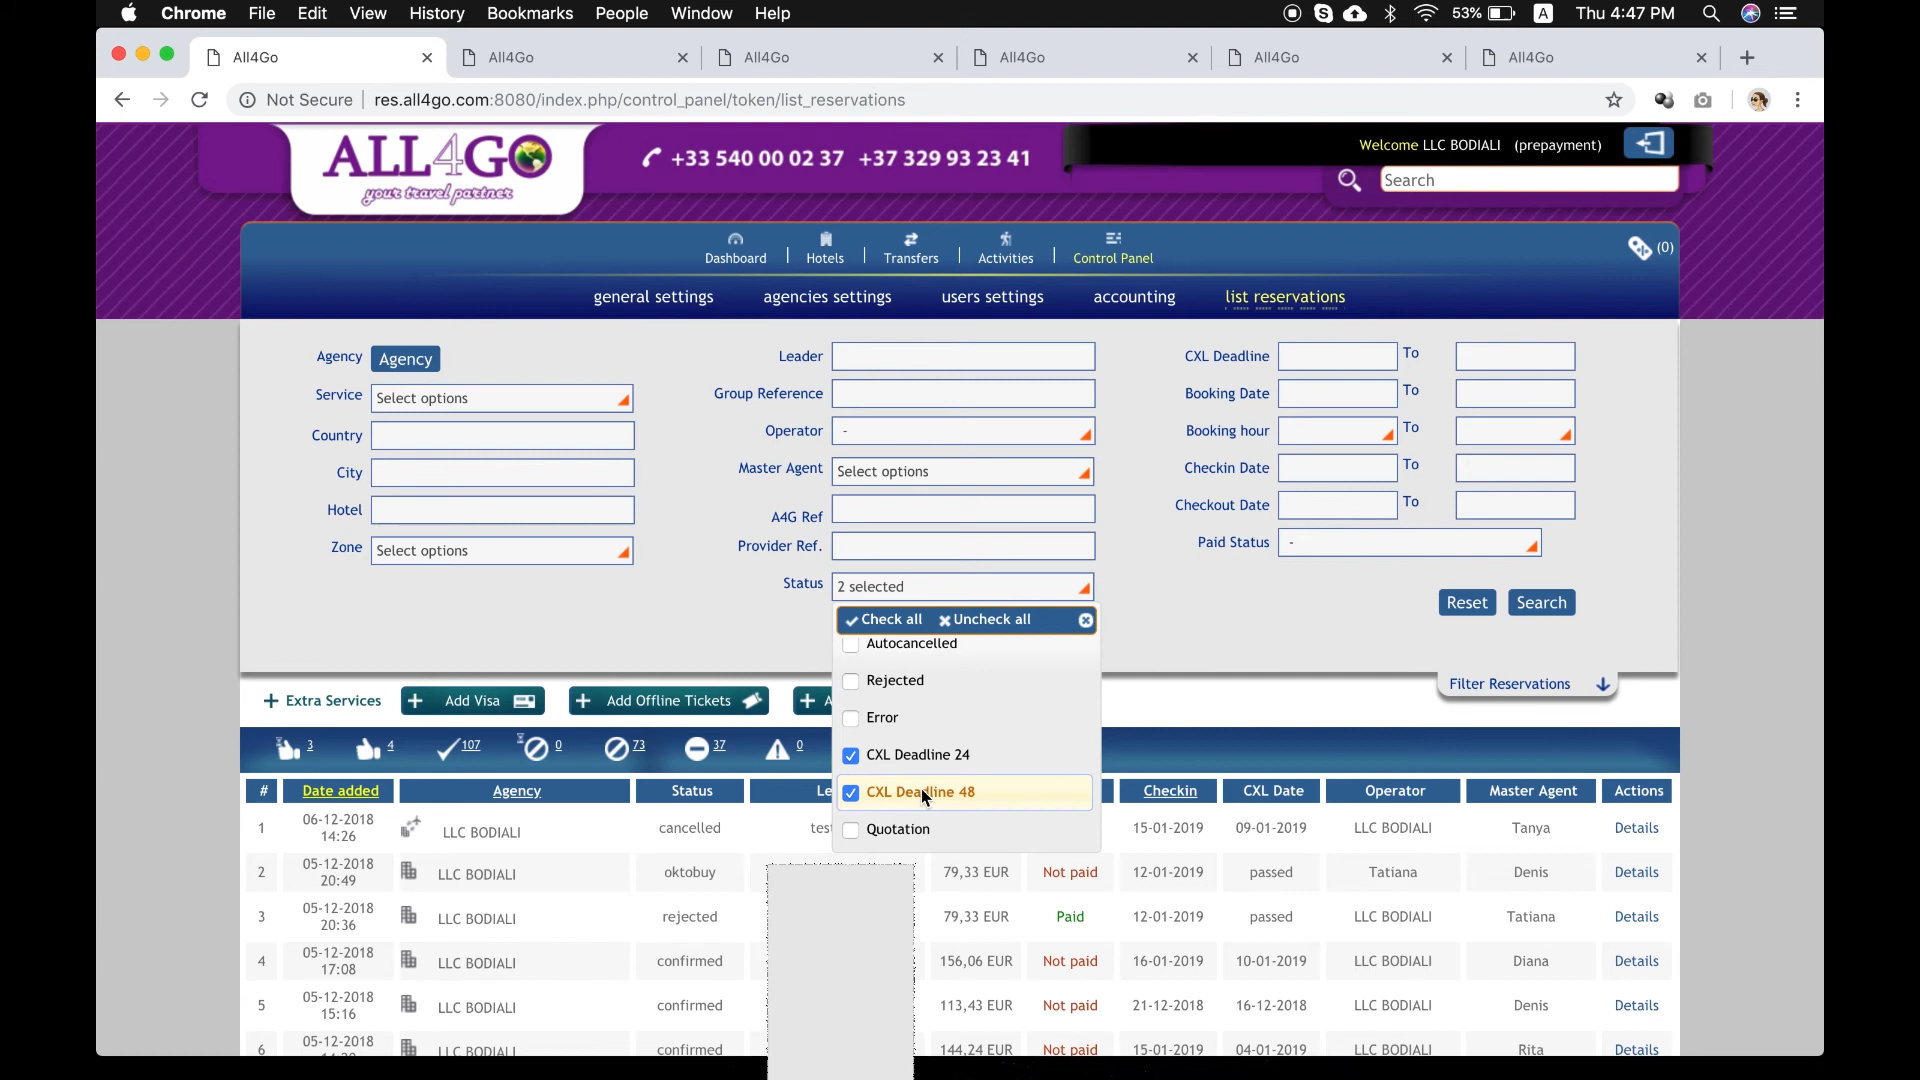 Chrome File Edit View History Bookmarks People Window Help 53% A Thu 4:47 PM
All4Go All4Go All4Go All4Go All4Go All4Go
Not Secure res.all4go.com:8080/index.php/control_panel/token/list_reservations
ALL4GO
your travel partner
+33 540 00 02 37 +37 329 93 23 41
Welcome LLC BODIALI (prepayment)
Search
Dashboard Hotels Transfers Activities Control Panel
(0)
general settings agencies settings users settings accounting list reservations
Agency Agency Leader CXL Deadline To
Service Select options Group Reference Booking Date To
Country Operator - Booking hour To
City Master Agent Select options Checkin Date To
Hotel A4G Ref Checkout Date To
Zone Select options Provider Ref. Paid Status -
Status 2 selected
Reset Search
Check all Uncheck all
Autocancelled
Rejected
Error
CXL Deadline 24
CXL Deadline 48
Quotation
Filter Reservations
Extra Services Add Visa Add Offline Tickets A
3 4 107 0 73 37 0
# Date added Agency Status Le Checkin CXL Date Operator Master Agent Actions
1 06-12-2018 14:26 LLC BODIALI cancelled tes 15-01-2019 09-01-2019 LLC BODIALI Tanya Details
2 05-12-2018 20:49 LLC BODIALI oktobuy 79,33 EUR Not paid 12-01-2019 passed Tatiana Denis Details
3 05-12-2018 20:36 LLC BODIALI rejected 79,33 EUR Paid 12-01-2019 passed LLC BODIALI Tatiana Details
4 05-12-2018 17:08 LLC BODIALI confirmed 156,06 EUR Not paid 16-01-2019 10-01-2019 LLC BODIALI Diana Details
5 05-12-2018 15:16 LLC BODIALI confirmed 113,43 EUR Not paid 21-12-2018 16-12-2018 LLC BODIALI Denis Details
6 05-12-2018 LLC BODIALI confirmed 144,24 EUR Not paid 15-01-2019 04-01-2019 LLC BODIALI Rita Details